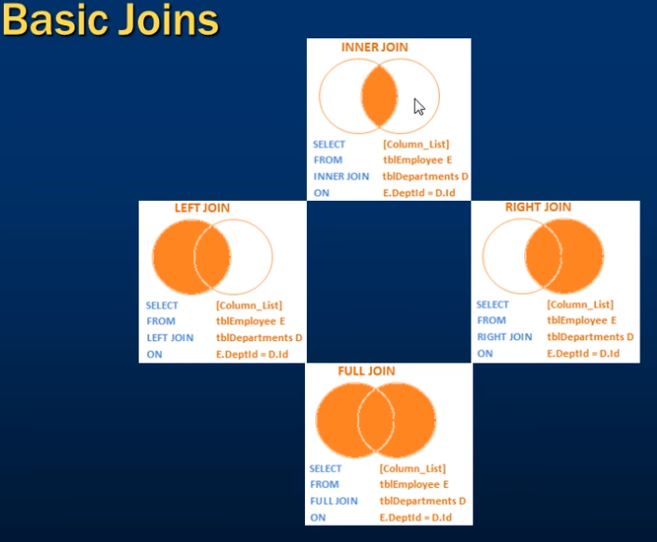 Basic Joins
INNER JOIN
SELECT [Column_List]
FROM tblEmployee E
INNER JOIN tblDepartments D
ON E.DeptId = D.Id
LEFT JOIN
SELECT [Column_List]
FROM tblEmployee E
LEFT JOIN tblDepartments D
ON E.DeptId = D.Id
RIGHT JOIN
SELECT [Column_List]
FROM tblEmployee E
RIGHT JOIN tblDepartments D
ON E.DeptId = D.Id
FULL JOIN
SELECT [Column_List]
FROM tblEmployee E
FULL JOIN tblDepartments D
ON E.DeptId = D.Id